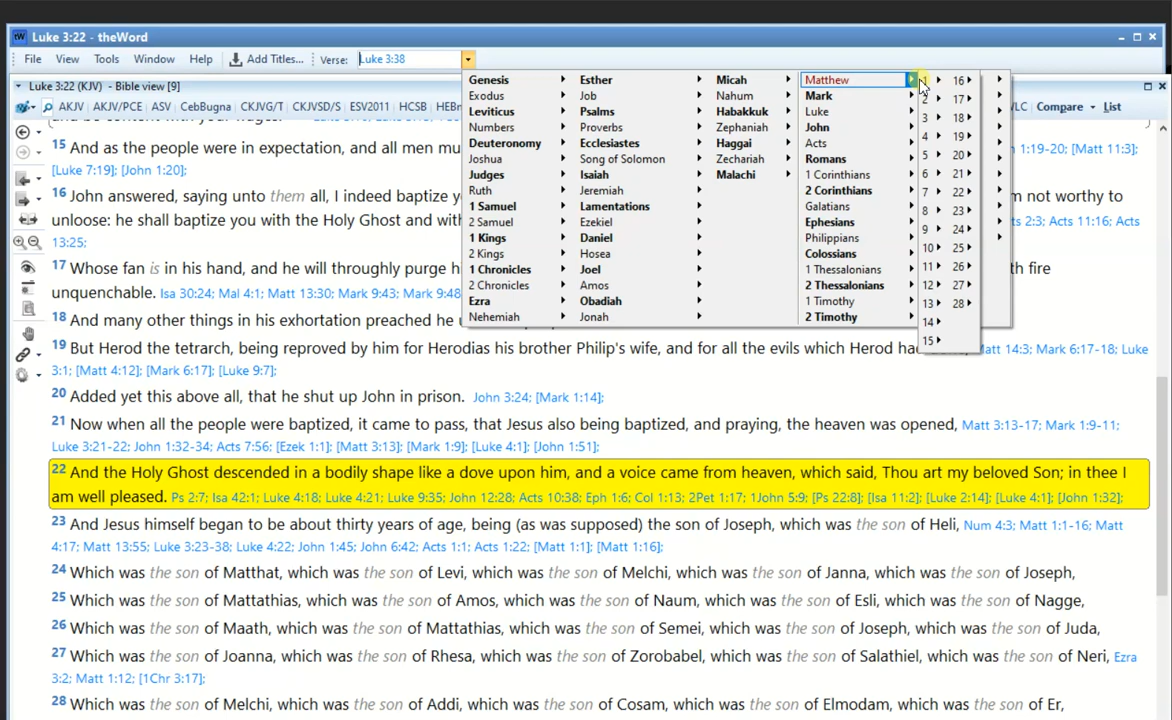 tW Luke 3:22 - theWord
File View Tools Window Help Add Titles... Verse: Luke 3:38
Luke 3:22 (KJV) - Bible view [9]
AKJV AKJV/PCE ASV CebBugna CKJVG/T CKJVSD/S ESV2011 HCSB Compare List
Genesis Esther Micah Matthew 1 16
Exodus Job Nahum Mark 2 17
Leviticus Psalms Habakkuk Luke 3 18
Numbers Proverbs Zephaniah John 4 19
Deuteronomy Ecclesiastes Haggai Acts 5 20
Joshua Song of Solomon Zechariah Romans 6 21
Judges Isaiah Malachi 1 Corinthians 7 22
Ruth Jeremiah 2 Corinthians 8 23
1 Samuel Lamentations Galatians 9 24
2 Samuel Ezekiel Ephesians 10 25
1 Kings Daniel Philippians 11 26
2 Kings Hosea Colossians 12 27
1 Chronicles Joel 1 Thessalonians 13 28
2 Chronicles Amos 2 Thessalonians 14
Ezra Obadiah 1 Timothy 15
Nehemiah Jonah 2 Timothy
and be content with your wages.
15 And as the people were in expectation, and all men 1:19-20; [Matt 11:3];
[Luke 7:19]; [John 1:20];
16 John answered, saying unto them all, I indeed baptize not worthy to
unloose: he shall baptize you with the Holy Ghost and 2:3; Acts 11:16; Acts
13:25;
17 Whose fan is in his hand, and he will throughly purge fire
unquenchable. Isa 30:24; Mal 4:1; Matt 13:30; Mark 9:43; Mark 9:48
18 And many other things in his exhortation preached he
19 But Herod the tetrarch, being reproved by him for Herodias his brother Philip's wife, and for all the evils which Herod 14:3; Mark 6:17-18; Luke
3:1; [Matt 4:12]; [Mark 6:17]; [Luke 9:7];
20 Added yet this above all, that he shut up John in prison. John 3:24; [Mark 1:14];
21 Now when all the people were baptized, it came to pass, that Jesus also being baptized, and praying, the heaven was opened, Matt 3:13-17; Mark 1:9-11;
Luke 3:21-22; John 1:32-34; Acts 7:56; [Ezek 1:1]; [Matt 3:13]; [Mark 1:9]; [Luke 4:1]; [John 1:51];
22 And the Holy Ghost descended in a bodily shape like a dove upon him, and a voice came from heaven, which said, Thou art my beloved Son; in thee I
am well pleased. Ps 2:7; Isa 42:1; Luke 4:18; Luke 4:21; Luke 9:35; John 12:28; Acts 10:38; Eph 1:6; Col 1:13; 2Pet 1:17; 1John 5:9; [Ps 22:8]; [Isa 11:2]; [Luke 2:14]; [Luke 4:1]; [John 1:32];
23 And Jesus himself began to be about thirty years of age, being (as was supposed) the son of Joseph, which was the son of Heli, Num 4:3; Matt 1:1-16; Matt
4:17; Matt 13:55; Luke 3:23-38; Luke 4:22; John 1:45; John 6:42; Acts 1:1; Acts 1:22; [Matt 1:1]; [Matt 1:16];
24 Which was the son of Matthat, which was the son of Levi, which was the son of Melchi, which was the son of Janna, which was the son of Joseph,
25 Which was the son of Mattathias, which was the son of Amos, which was the son of Naum, which was the son of Esli, which was the son of Nagge,
26 Which was the son of Maath, which was the son of Mattathias, which was the son of Semei, which was the son of Joseph, which was the son of Juda,
27 Which was the son of Joanna, which was the son of Rhesa, which was the son of Zorobabel, which was the son of Salathiel, which was the son of Neri, Ezra
3:2; Matt 1:12; [1Chr 3:17];
28 Which was the son of Melchi, which was the son of Addi, which was the son of Cosam, which was the son of Elmodam, which was the son of Er,